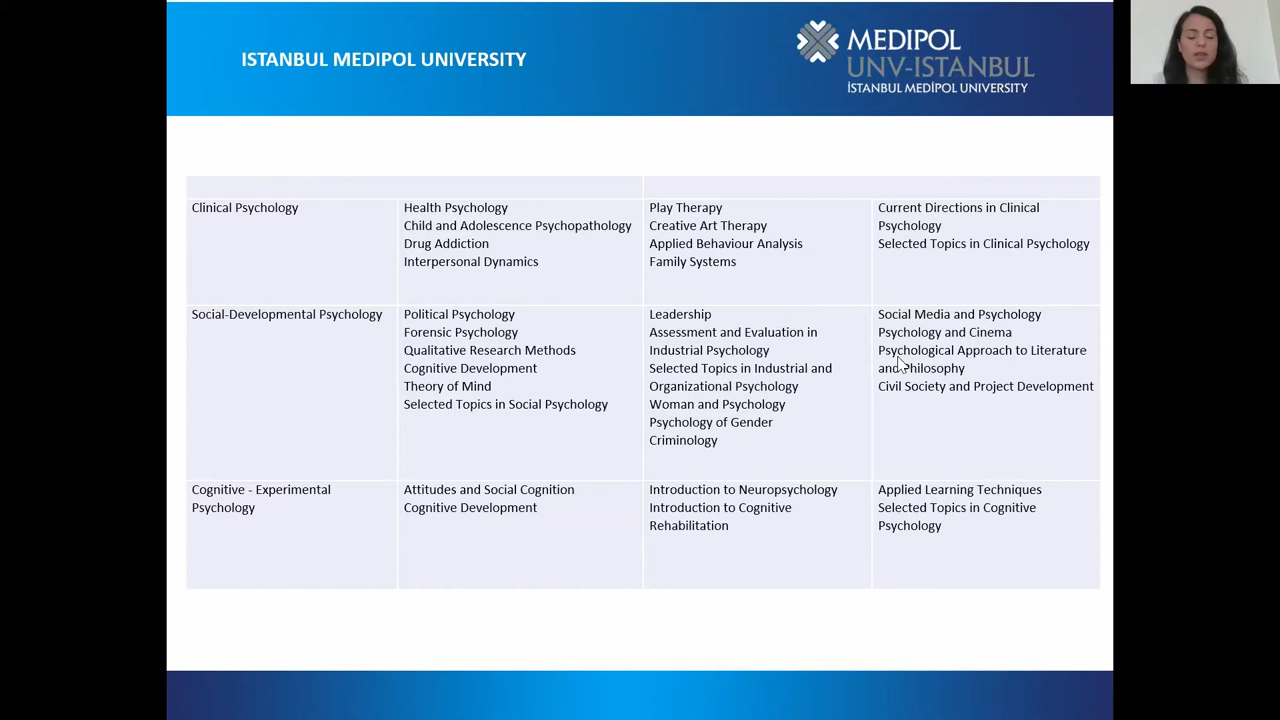 ISTANBUL MEDIPOL UNIVERSITY
MEDIPOL
UNV-ISTANBUL
İSTANBUL MEDİPOL UNIVERSITY
Clinical Psychology
Health Psychology
Child and Adolescence Psychopathology
Drug Addiction
Interpersonal Dynamics
Play Therapy
Creative Art Therapy
Applied Behaviour Analysis
Family Systems
Current Directions in Clinical
Psychology
Selected Topics in Clinical Psychology
Social-Developmental Psychology
Political Psychology
Forensic Psychology
Qualitative Research Methods
Cognitive Development
Theory of Mind
Selected Topics in Social Psychology
Leadership
Assessment and Evaluation in
Industrial Psychology
Selected Topics in Industrial and
Organizational Psychology
Woman and Psychology
Psychology of Gender
Criminology
Social Media and Psychology
Psychology and Cinema
Psychological Approach to Literature
and Philosophy
Civil Society and Project Development
Cognitive - Experimental
Psychology
Attitudes and Social Cognition
Cognitive Development
Introduction to Neuropsychology
Introduction to Cognitive
Rehabilitation
Applied Learning Techniques
Selected Topics in Cognitive
Psychology